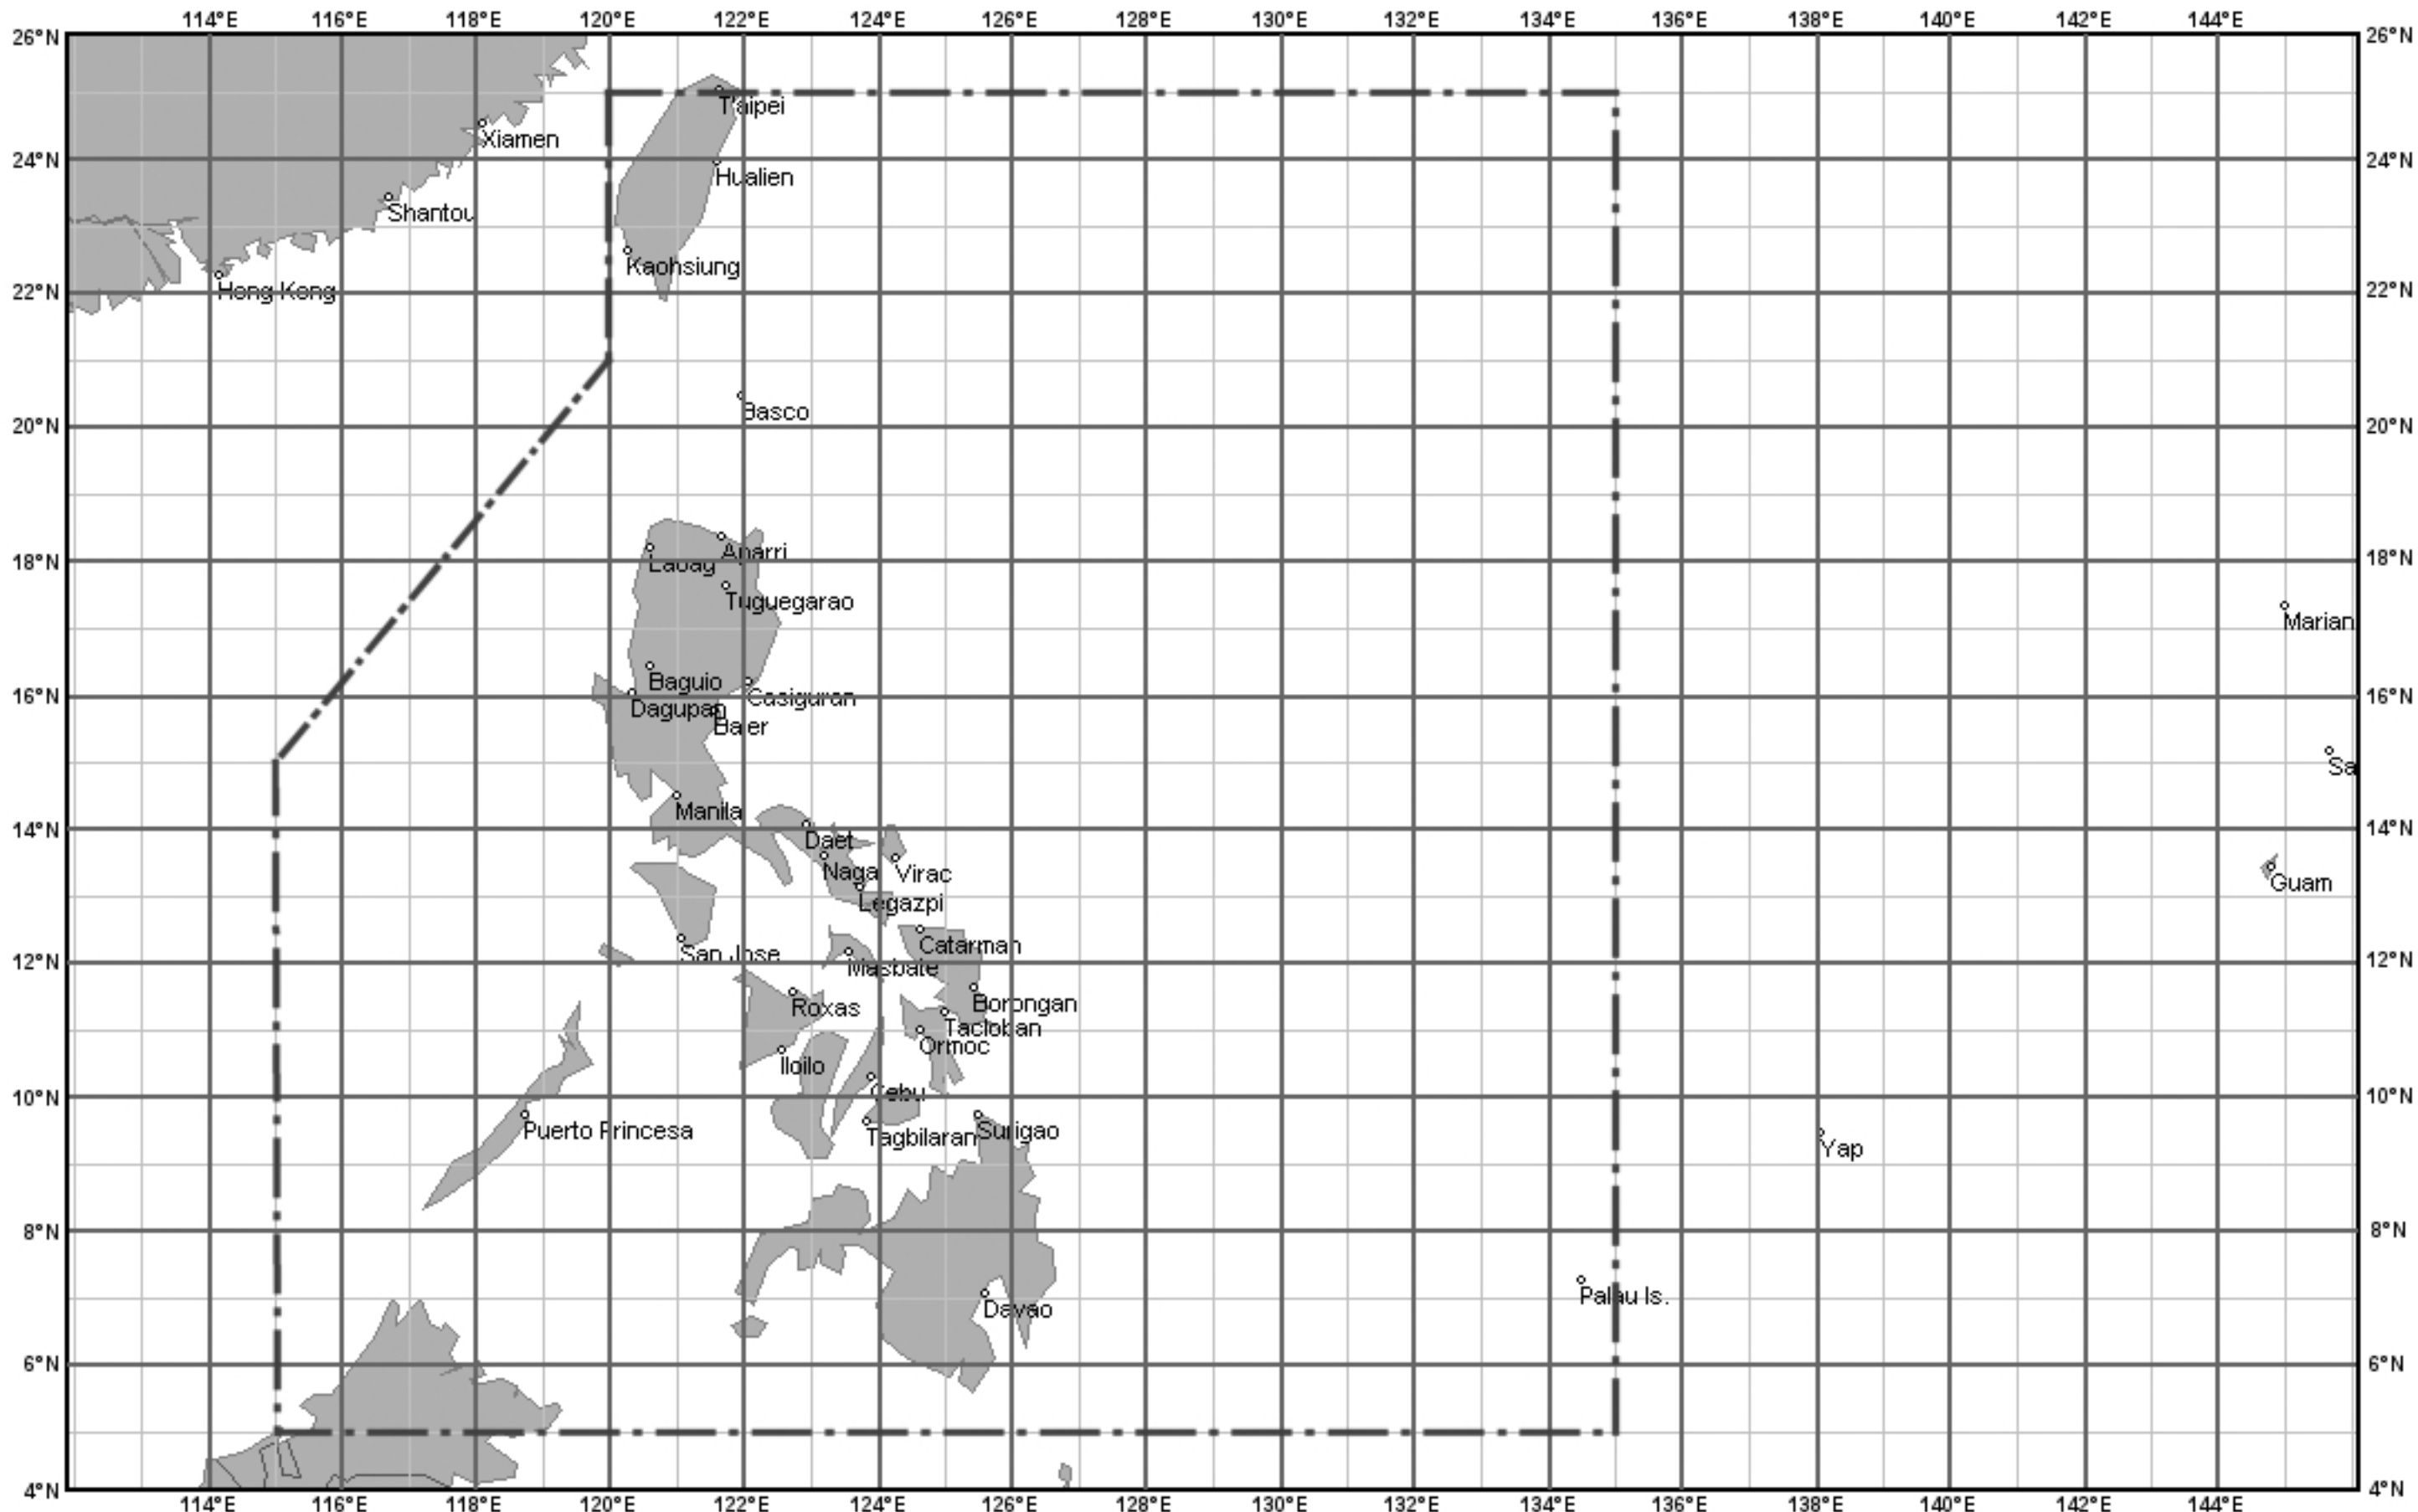 114°E 116°E 118°E 120°E 122°E 124°E 126°E 128°E 130°E 132°E 134°E 136°E 138°E 140°E 142°E 144°E
26°N 26°N
Taipei
Xiamen
24°N 24°N
Hualien
Shantou
Kaohsiung
Hong Kong
22°N 22°N
Basco
20°N 20°N
Aparri
18°N 18°N
Laoag
Tuguegarao
Marian
Baguio
16°N Casiguran 16°N
Dagupan
Baler
Sa
Manila
14°N 14°N
Daet
Naga Virac
Guam
Legazpi
Catarman
San Jose
12°N 12°N
Masbate
Roxas Borongan
Tacloban
Ormoc
Iloilo
Cebu
10°N 10°N
Puerto Princesa Tagbilaran Surigao
Yap
8°N 8°N
Palau Is.
Davao
6°N 6°N
4°N 4°N
114°E 116°E 118°E 120°E 122°E 124°E 126°E 128°E 130°E 132°E 134°E 136°E 138°E 140°E 142°E 144°E